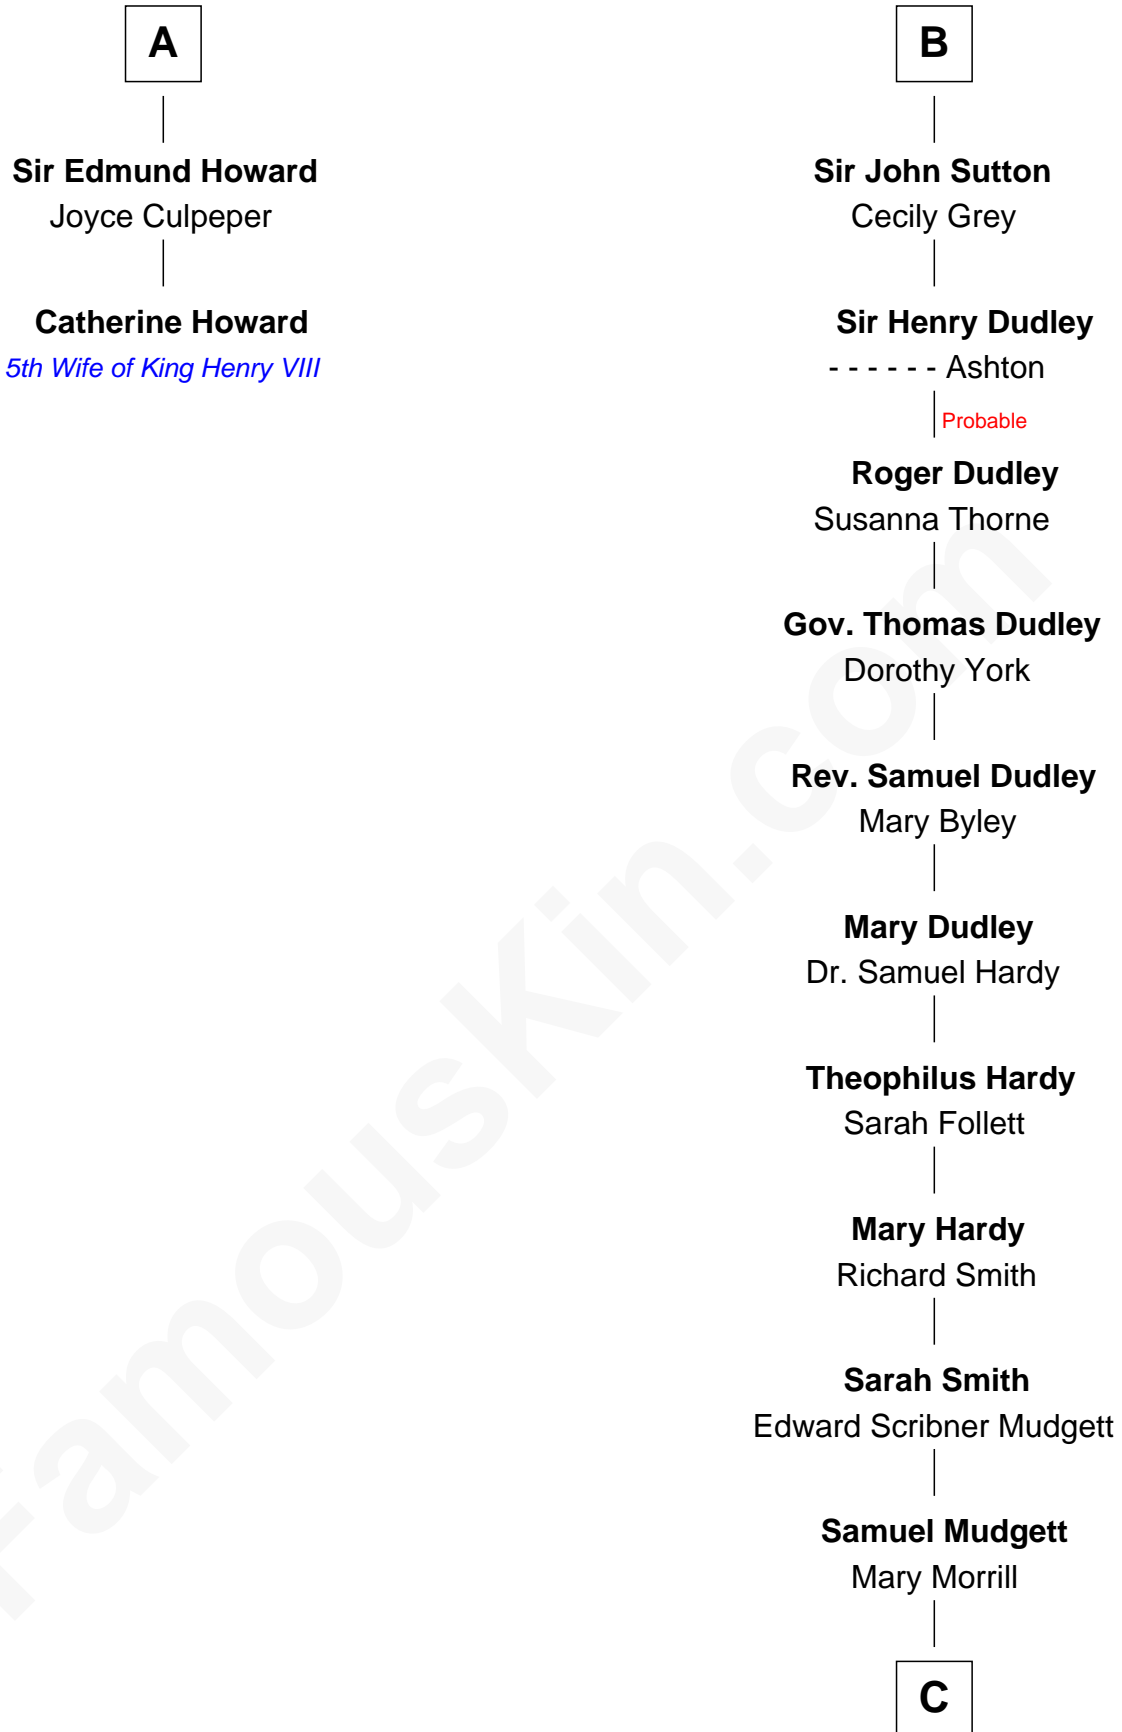 A
Sir Edmund Howard
Joyce Culpeper
Catherine Howard
5th Wife of King Henry VIII
B
Sir John Sutton
Cecily Grey
Sir Henry Dudley
- - - - - - Ashton
Probable
Roger Dudley
Susanna Thorne
Gov. Thomas Dudley
Dorothy York
Rev. Samuel Dudley
Mary Byley
Mary Dudley
Dr. Samuel Hardy
Theophilus Hardy
Sarah Follett
Mary Hardy
Richard Smith
Sarah Smith
Edward Scribner Mudgett
Samuel Mudgett
Mary Morrill
C
FamousKin.com